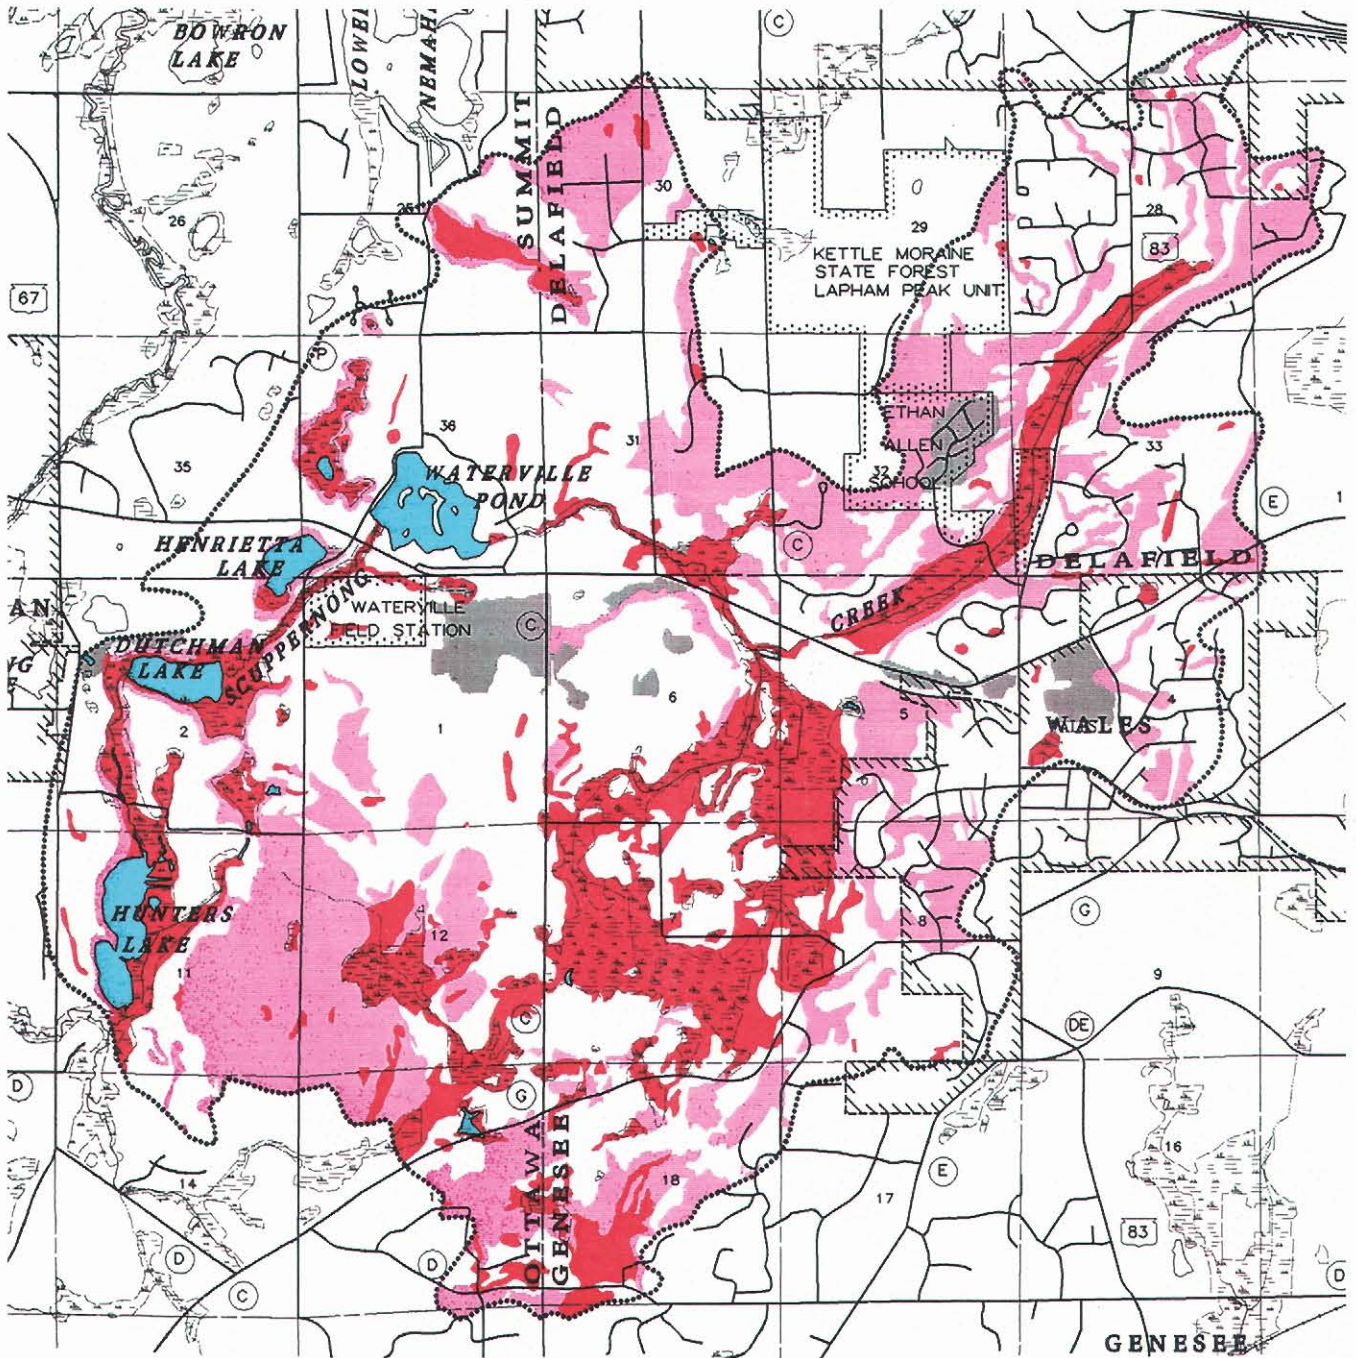 C
BOWRON
LAKE
SUMMIT
DELAFIELD
30
29
28
26
KETTLE MORAINE
STATE FOREST
LAPHAM PEAK UNIT
83
67
P
36
31
33
35
ETHAN
ALLEN
32
SCHOOL
WATERVILLE
POND
E
1
HENRIETTA
LAKE
C
DELAFIELD
WATERVILLE
FIELD STATION
C
CREEK
SCUPPERNONG
DUTCHMAN
LAKE
AN
NG
2
1
6
5
4
WALES
HUNTERS
LAKE
11
12
7
8
G
9
C
DE
D
G
OTTAWA
GENESEE
14
18
17
E
16
83
D
D
C
D
GENESEE